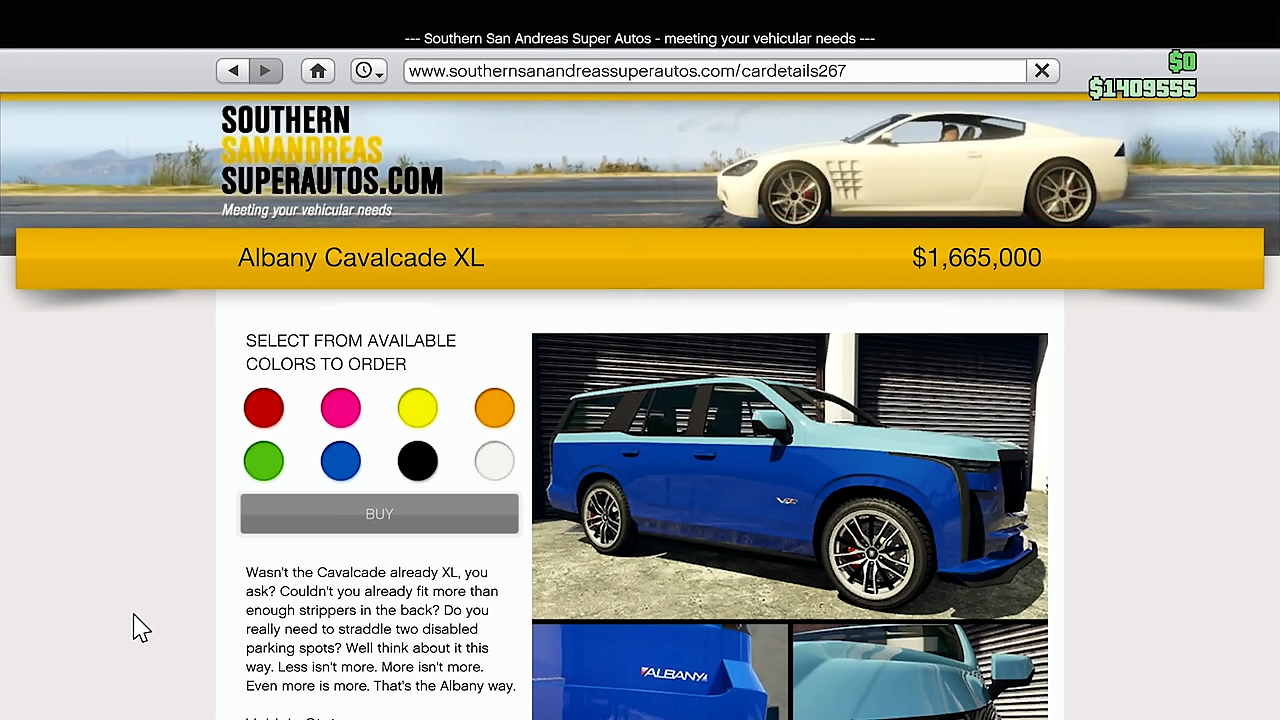 --- Southern San Andreas Super Autos - meeting your vehicular needs ---
www.southernsanandreassuperautos.com/cardetails267
$0
$1409555
SOUTHERN
SANANDREAS
SUPERAUTOS.COM
Meeting your vehicular needs
Albany Cavalcade XL
$1,665,000
SELECT FROM AVAILABLE
COLORS TO ORDER
BUY
Wasn't the Cavalcade already XL, you
ask? Couldn't you already fit more than
enough strippers in the back? Do you
really need to straddle two disabled
parking spots? Well think about it this
way. Less isn't more. More isn't more.
Even more is more. That's the Albany way.
ALBANY